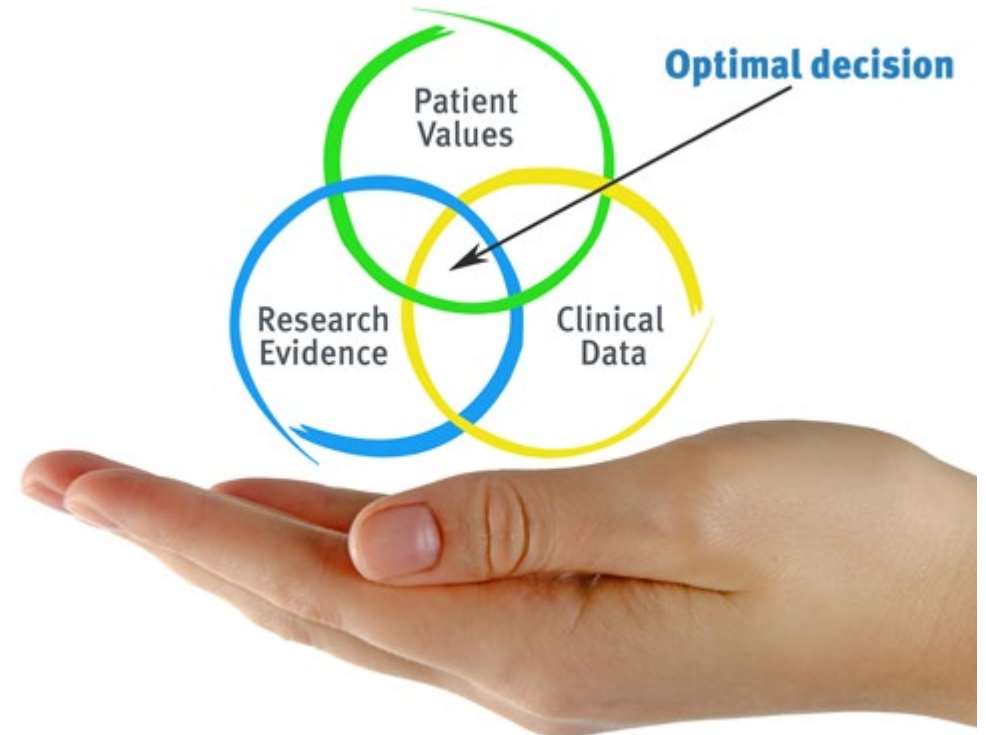 Optimal decision
Patient
Values
Research
Evidence
Clinical
Data